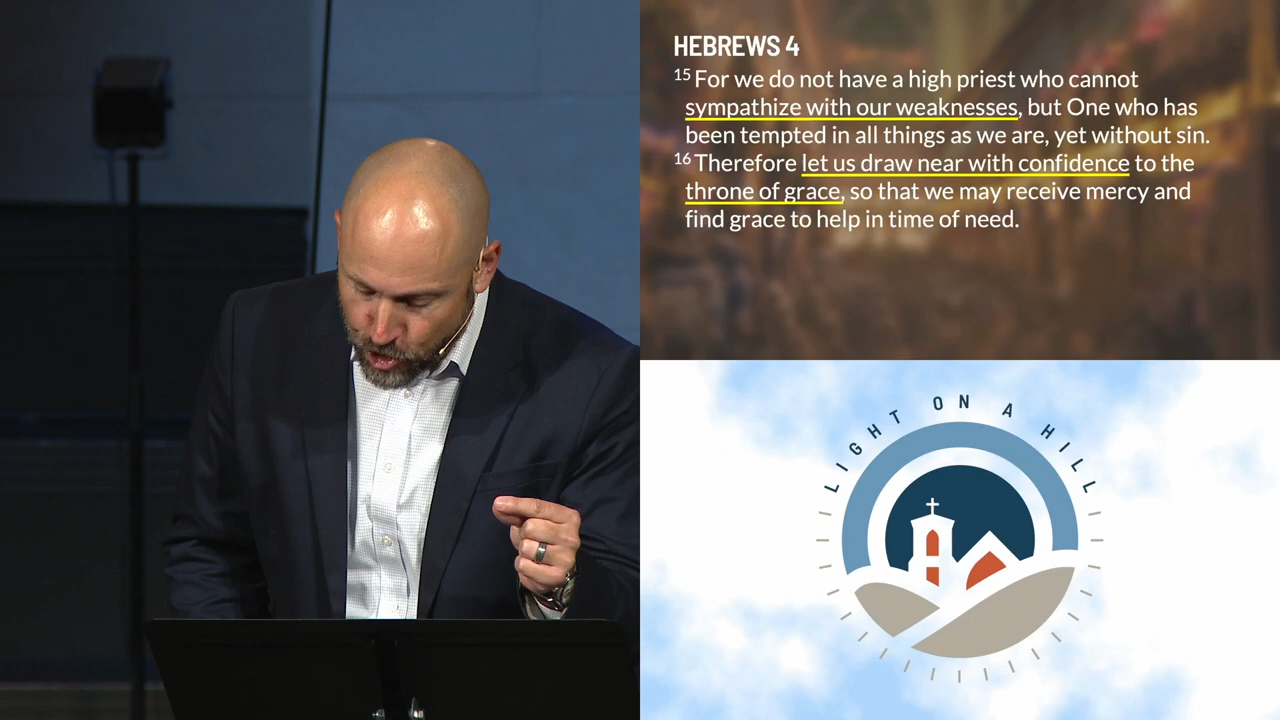 HEBREWS 4
15 For we do not have a high priest who cannot
sympathize with our weaknesses, but One who has
been tempted in all things as we are, yet without sin.
16 Therefore let us draw near with confidence to the
throne of grace, so that we may receive mercy and
find grace to help in time of need.
LIGHT ON A HILL